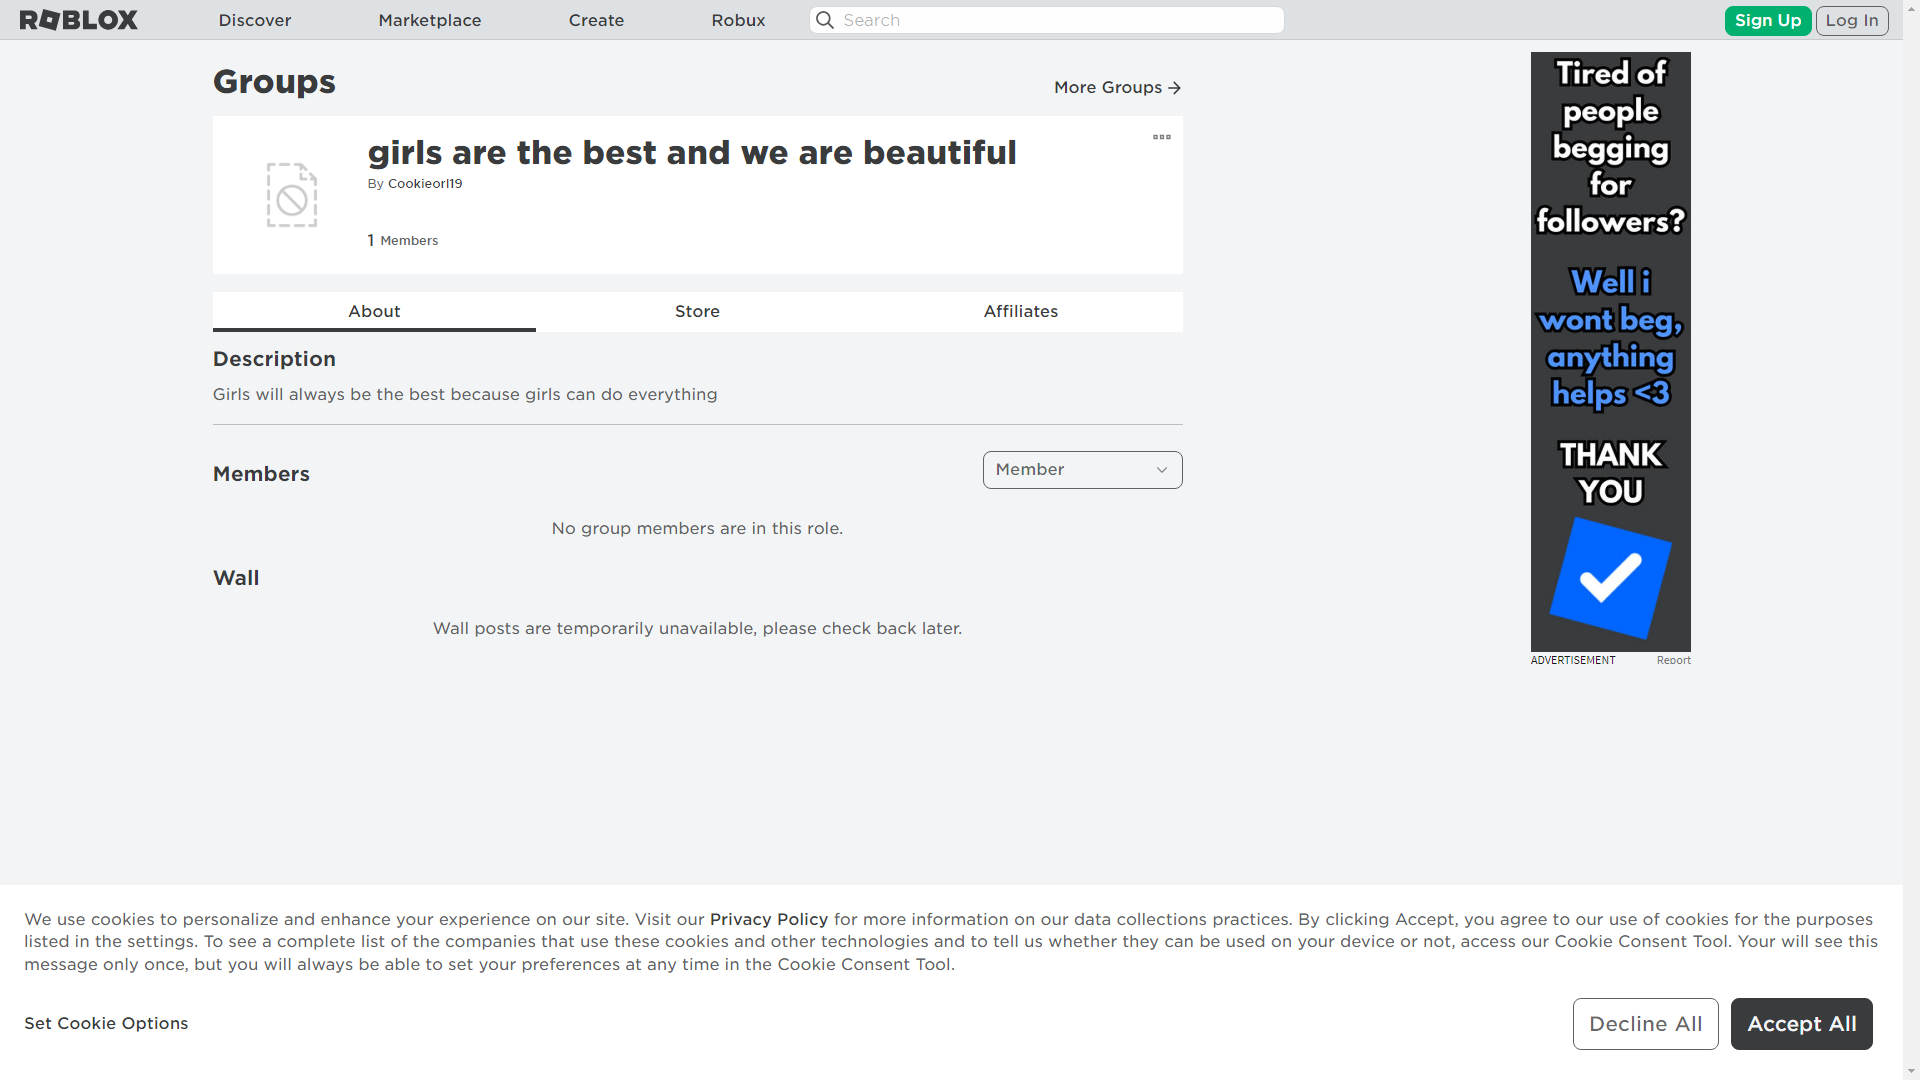 ROBLOX
Discover
Marketplace
Create
Robux
Search
Sign Up
Log In
Groups
More Groups
girls are the best and we are beautiful
By Cookieorl19
1 Members
About
Store
Affiliates
Description
Girls will always be the best because girls can do everything
Members
Member
No group members are in this role.
Wall
Wall posts are temporarily unavailable, please check back later.
Tired of
people
begging
for
followers?
Well i
wont beg,
anything
helps <3
THANK
YOU
ADVERTISEMENT
Report
We use cookies to personalize and enhance your experience on our site. Visit our Privacy Policy for more information on our data collections practices. By clicking Accept, you agree to our use of cookies for the purposes
listed in the settings. To see a complete list of the companies that use these cookies and other technologies and to tell us whether they can be used on your device or not, access our Cookie Consent Tool. Your will see this
message only once, but you will always be able to set your preferences at any time in the Cookie Consent Tool.
Set Cookie Options
Decline All
Accept All